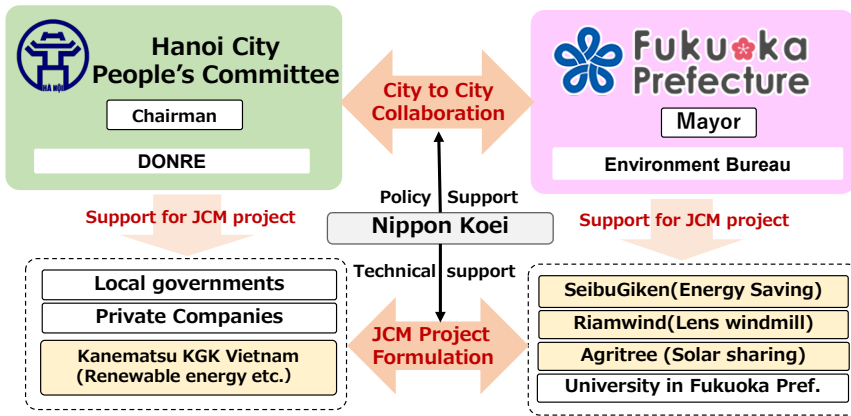 HÀ NỘI
Hanoi City
People's Committee
Chairman
DONRE
City to City
Collaboration
Fukuoka
Prefecture
Mayor
Environment Bureau
Support for JCM project
Policy Support
Nippon Koei
Technical support
Support for JCM project
Local governments
Private Companies
Kanematsu KGK Vietnam
(Renewable energy etc.)
JCM Project
Formulation
SeibuGiken(Energy Saving)
Riamwind(Lens windmill)
Agritree (Solar sharing)
University in Fukuoka Pref.